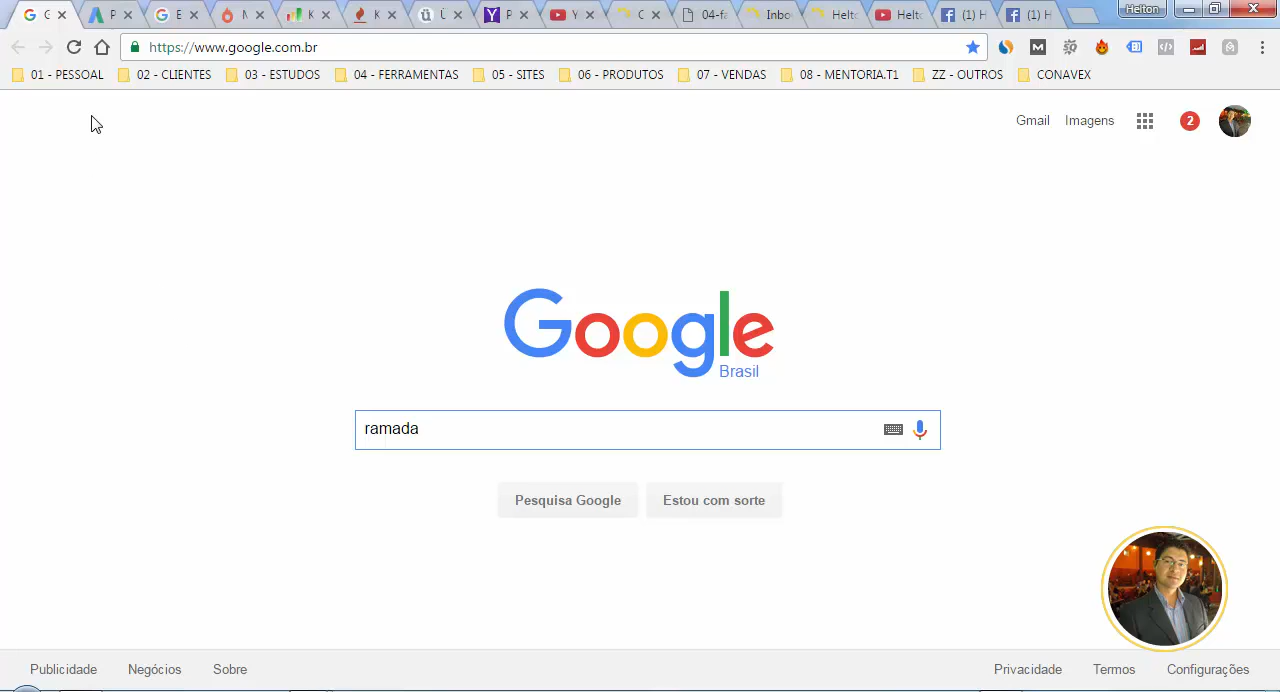 Helton
https://www.google.com.br
01 - PESSOAL 02 - CLIENTES 03 - ESTUDOS 04 - FERRAMENTAS 05 - SITES 06 - PRODUTOS 07 - VENDAS 08 - MENTORIA.T1 ZZ - OUTROS CONAVEX
Gmail Imagens 2
Google
Brasil
ramada
Pesquisa Google Estou com sorte
Publicidade Negócios Sobre Privacidade Termos Configurações